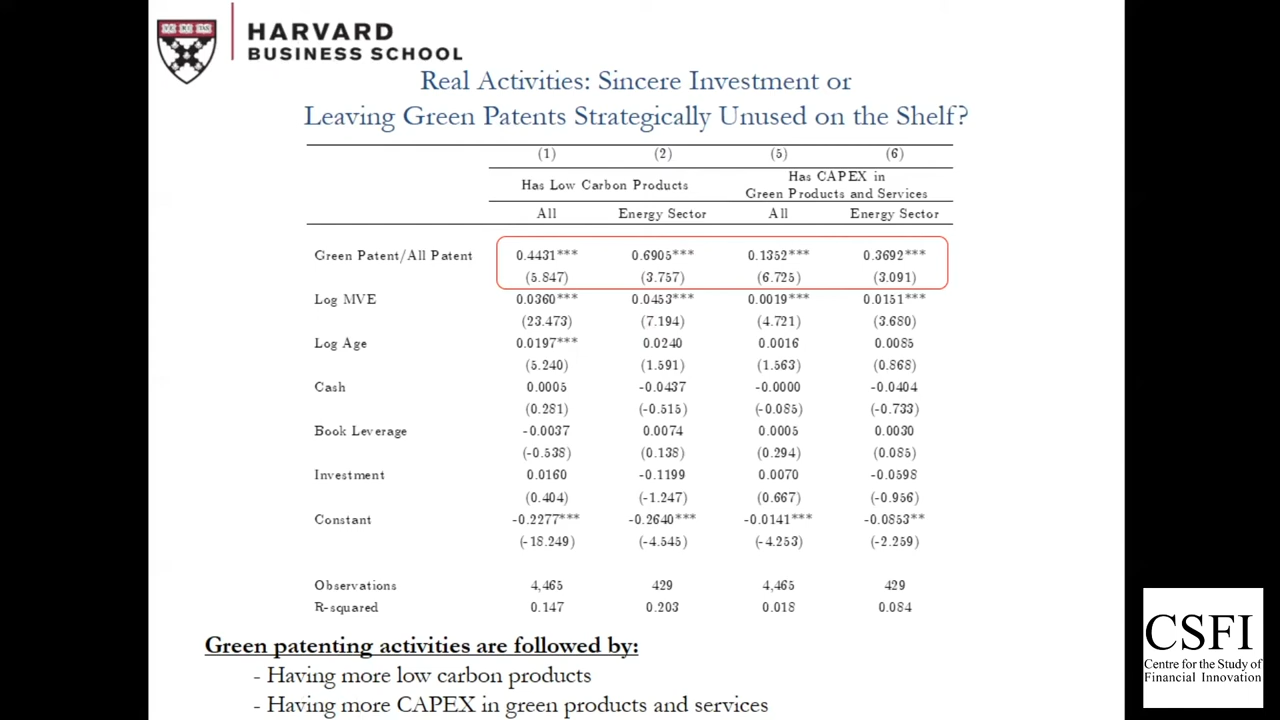 HARVARD
BUSINESS SCHOOL
Real Activities: Sincere Investment or
Leaving Green Patents Strategically Unused on the Shelf?
(1) (2) (5) (6)
Has Low Carbon Products Has CAPEX in Green Products and Services
All Energy Sector All Energy Sector
Green Patent/All Patent 0.4431*** 0.6905*** 0.1352*** 0.3692***
(5.847) (3.757) (6.725) (3.091)
Log MVE 0.0360*** 0.0453*** 0.0019*** 0.0151***
(23.473) (7.194) (4.721) (3.680)
Log Age 0.0197*** 0.0240 0.0016 0.0085
(5.240) (1.591) (1.563) (0.868)
Cash 0.0005 -0.0437 -0.0000 -0.0404
(0.281) (-0.515) (-0.085) (-0.733)
Book Leverage -0.0037 0.0074 0.0005 0.0030
(-0.538) (0.138) (0.294) (0.085)
Investment 0.0160 -0.1199 0.0070 -0.0598
(0.404) (-1.247) (0.667) (-0.956)
Constant -0.2277*** -0.2640*** -0.0141*** -0.0853**
(-18.249) (-4.545) (-4.253) (-2.259)
Observations 4,465 429 4,465 429
R-squared 0.147 0.203 0.018 0.084
Green patenting activities are followed by:
- Having more low carbon products
- Having more CAPEX in green products and services
CSFI
Centre for the Study of
Financial Innovation